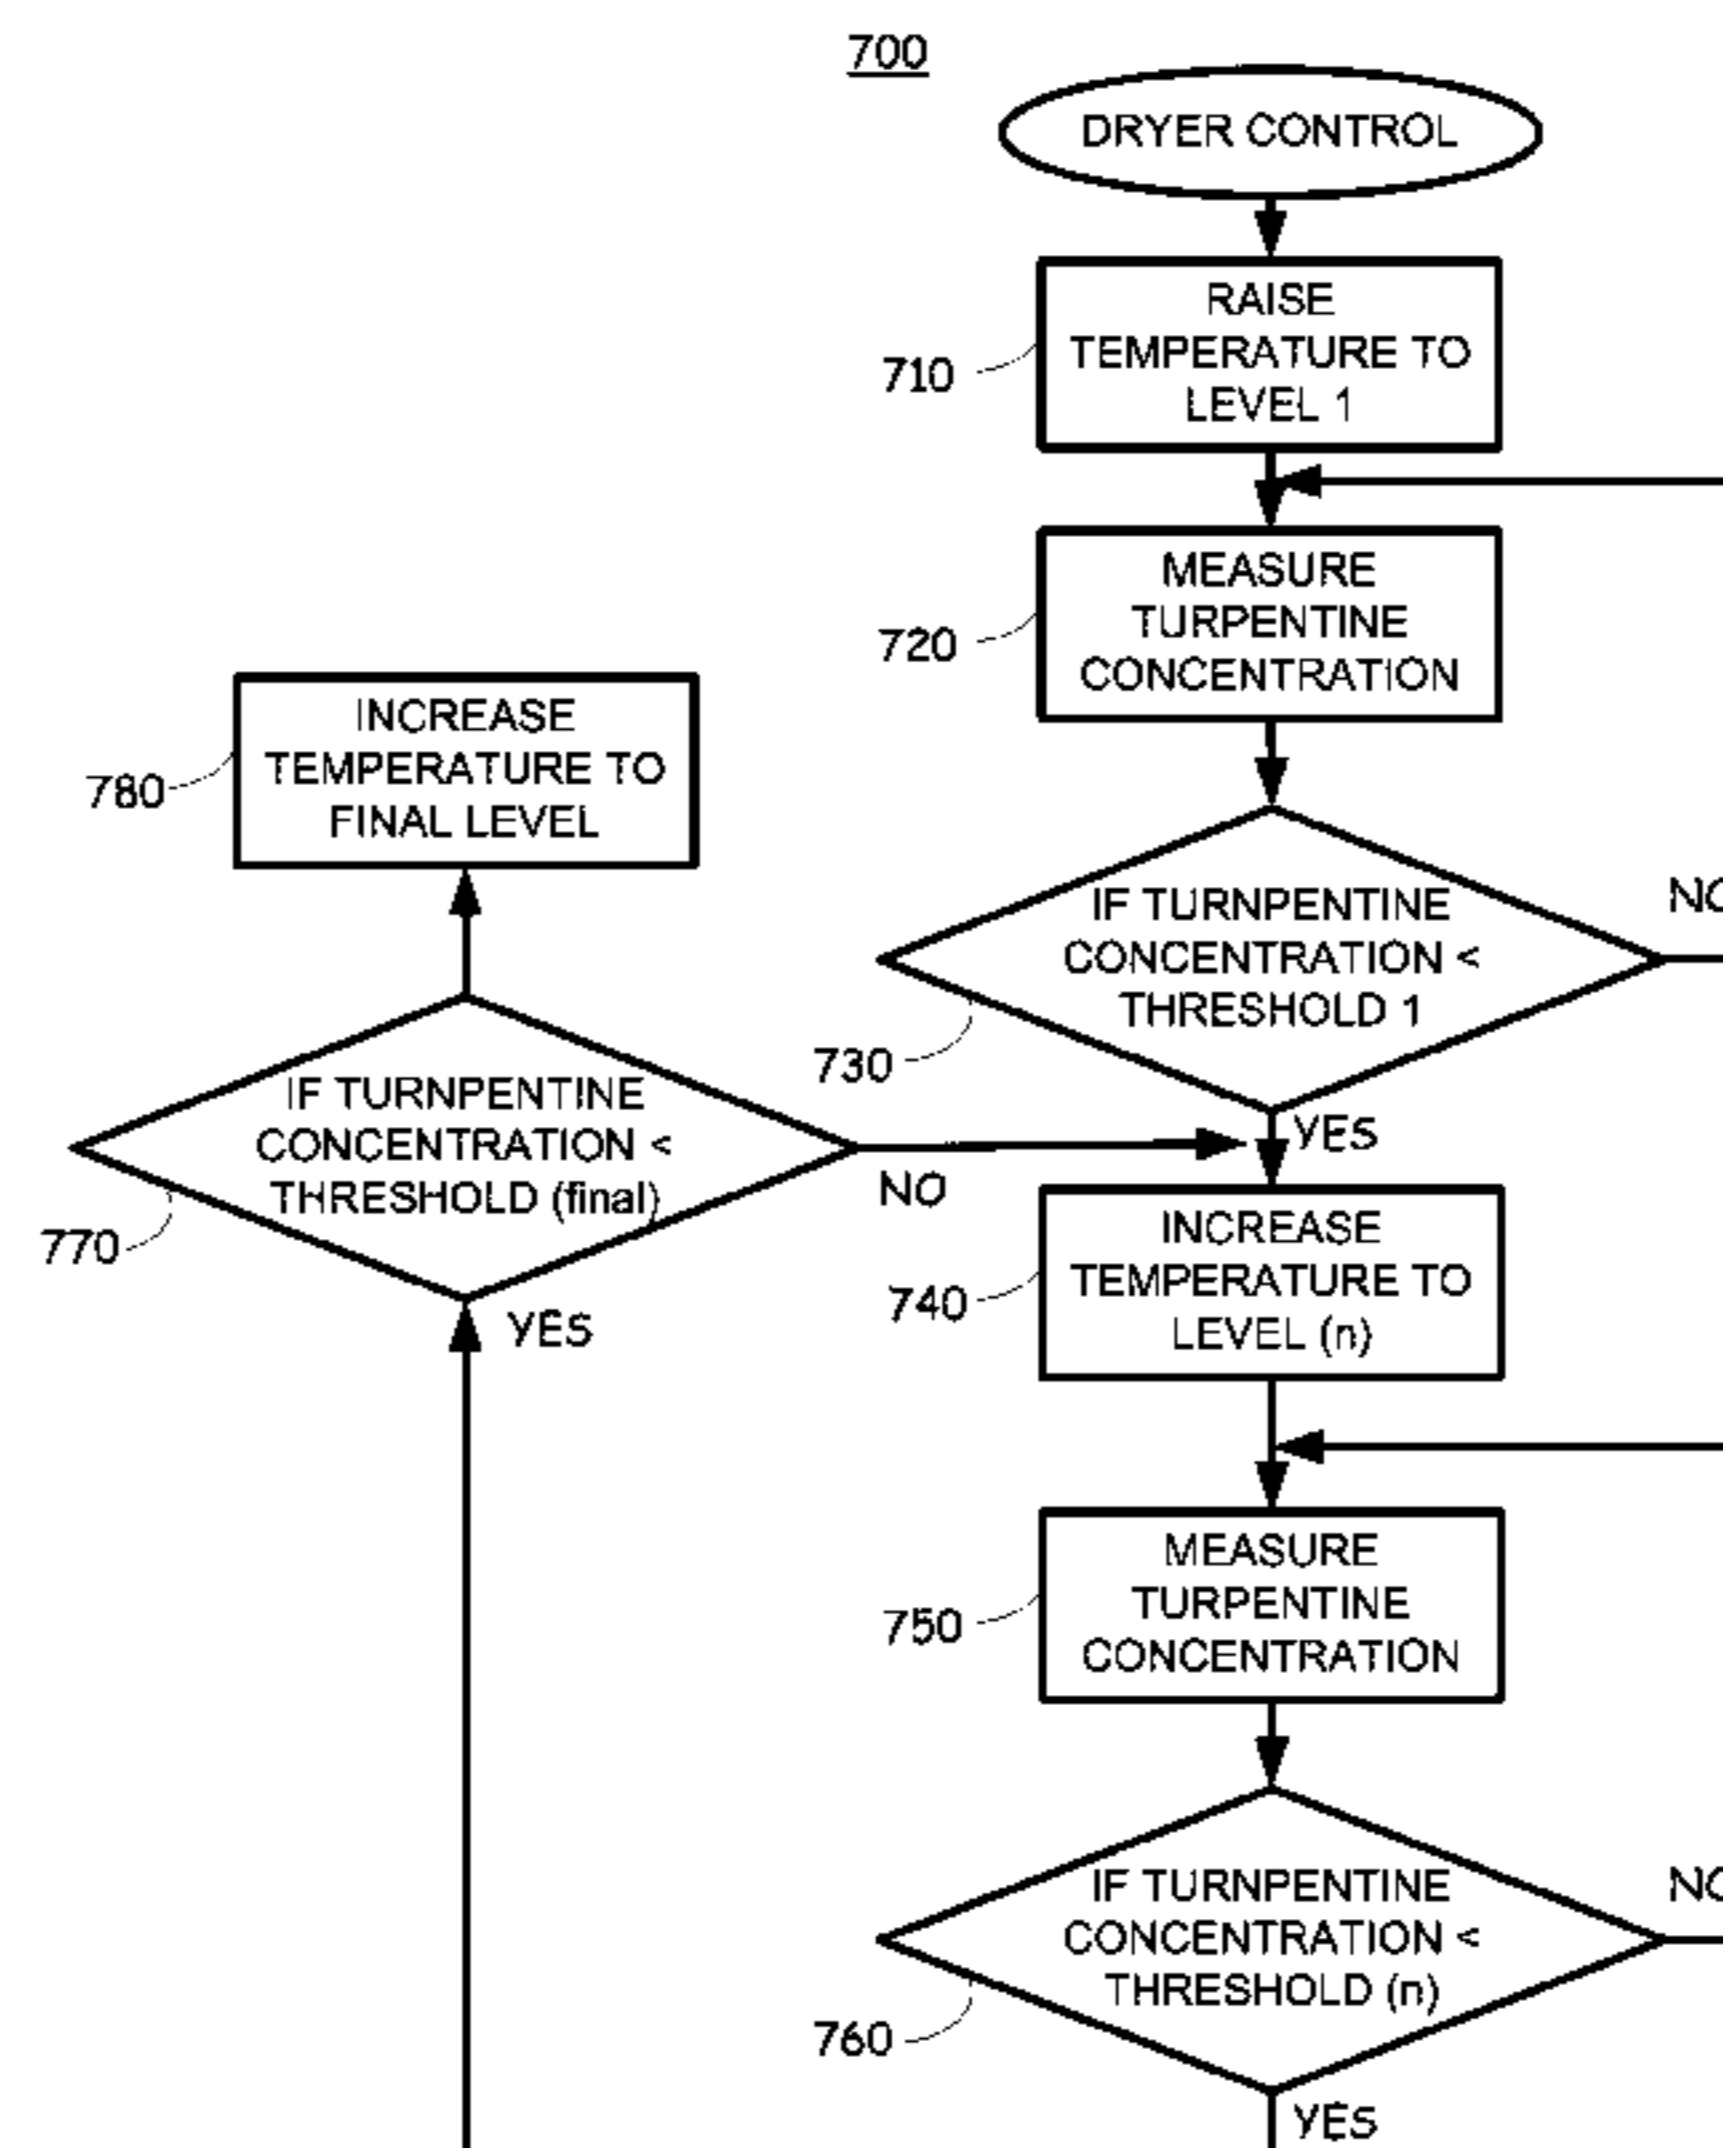 700
DRYER CONTROL
RAISE
TEMPERATURE TO
LEVEL 1
710
MEASURE
TURPENTINE
CONCENTRATION
720
IF TURNPENTINE
CONCENTRATION <
THRESHOLD 1
730
NO
YES
INCREASE
TEMPERATURE TO
LEVEL (n)
740
MEASURE
TURPENTINE
CONCENTRATION
750
IF TURNPENTINE
CONCENTRATION <
THRESHOLD (n)
760
NO
YES
IF TURNPENTINE
CONCENTRATION <
THRESHOLD (final)
770
NO
YES
INCREASE
TEMPERATURE TO
FINAL LEVEL
780